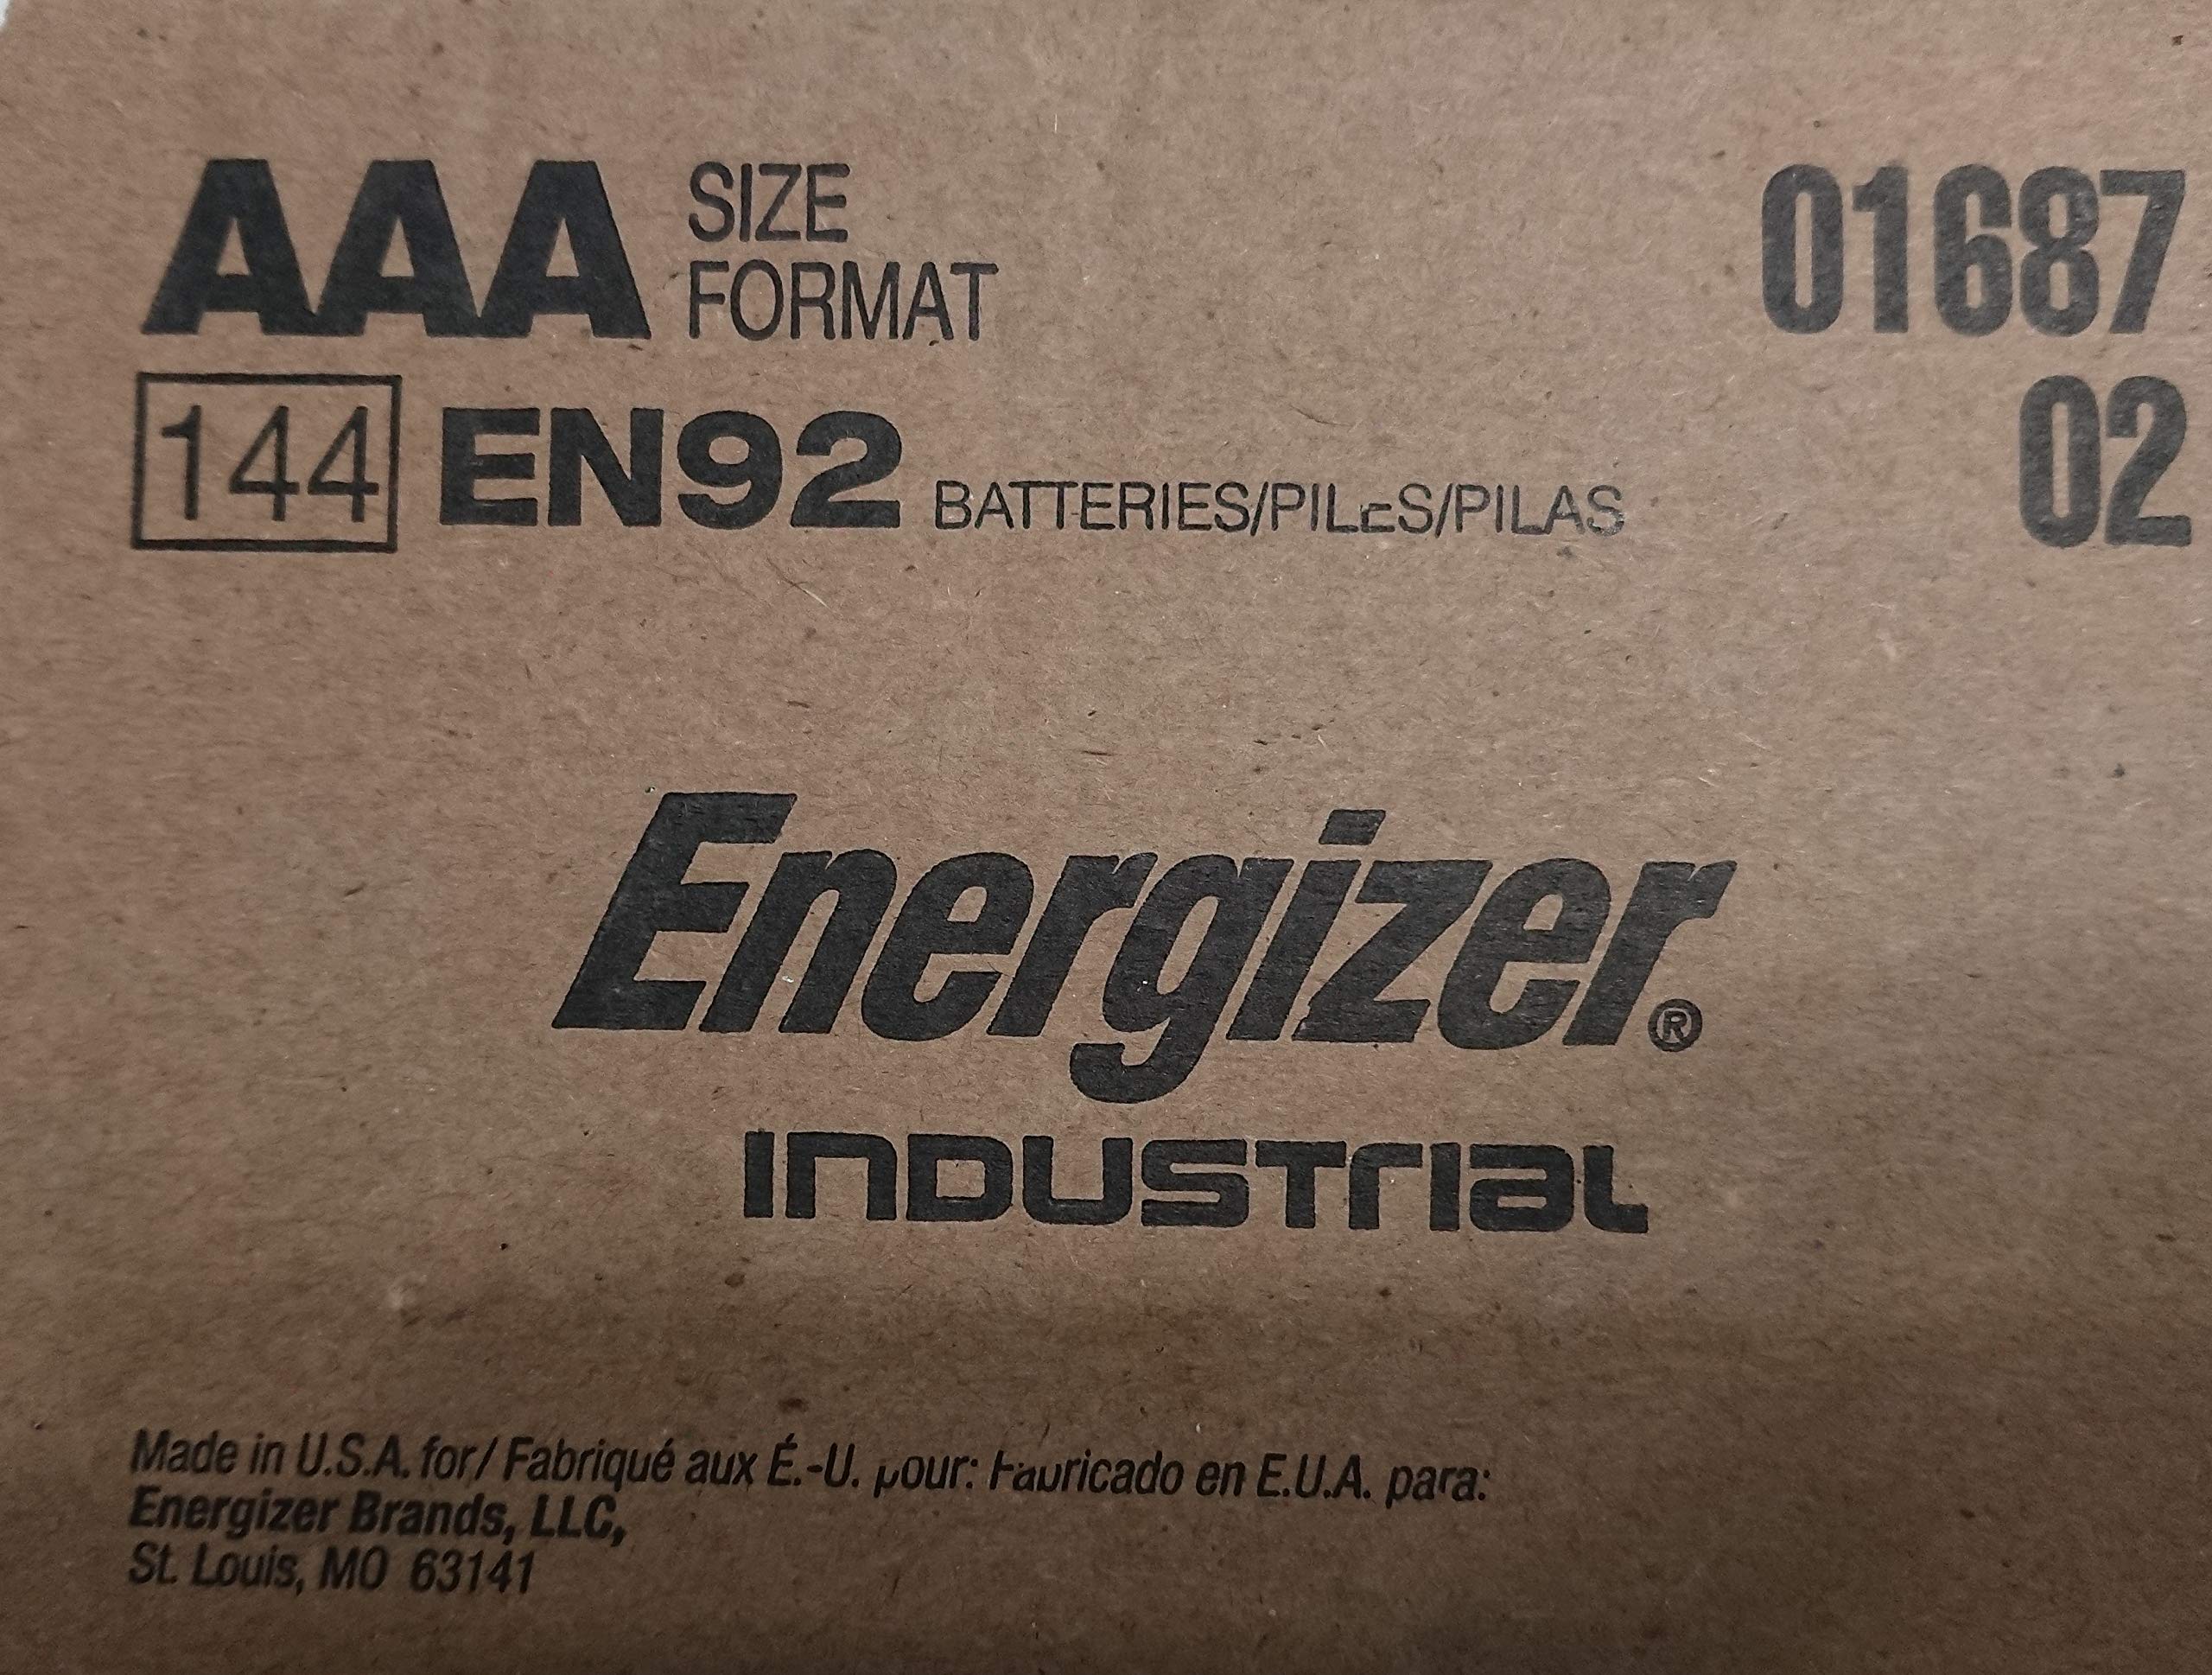 AAA SIZE
FORMAT
01687
144 EN92 BATTERIES/PILES/PILAS
02
Energizer®
INDUSTRIAL
Made in U.S.A. for/ Fabriqué aux É.-U. pour: Fabricado en E.U.A. para:
Energizer Brands, LLC,
St. Louis, MO 63141